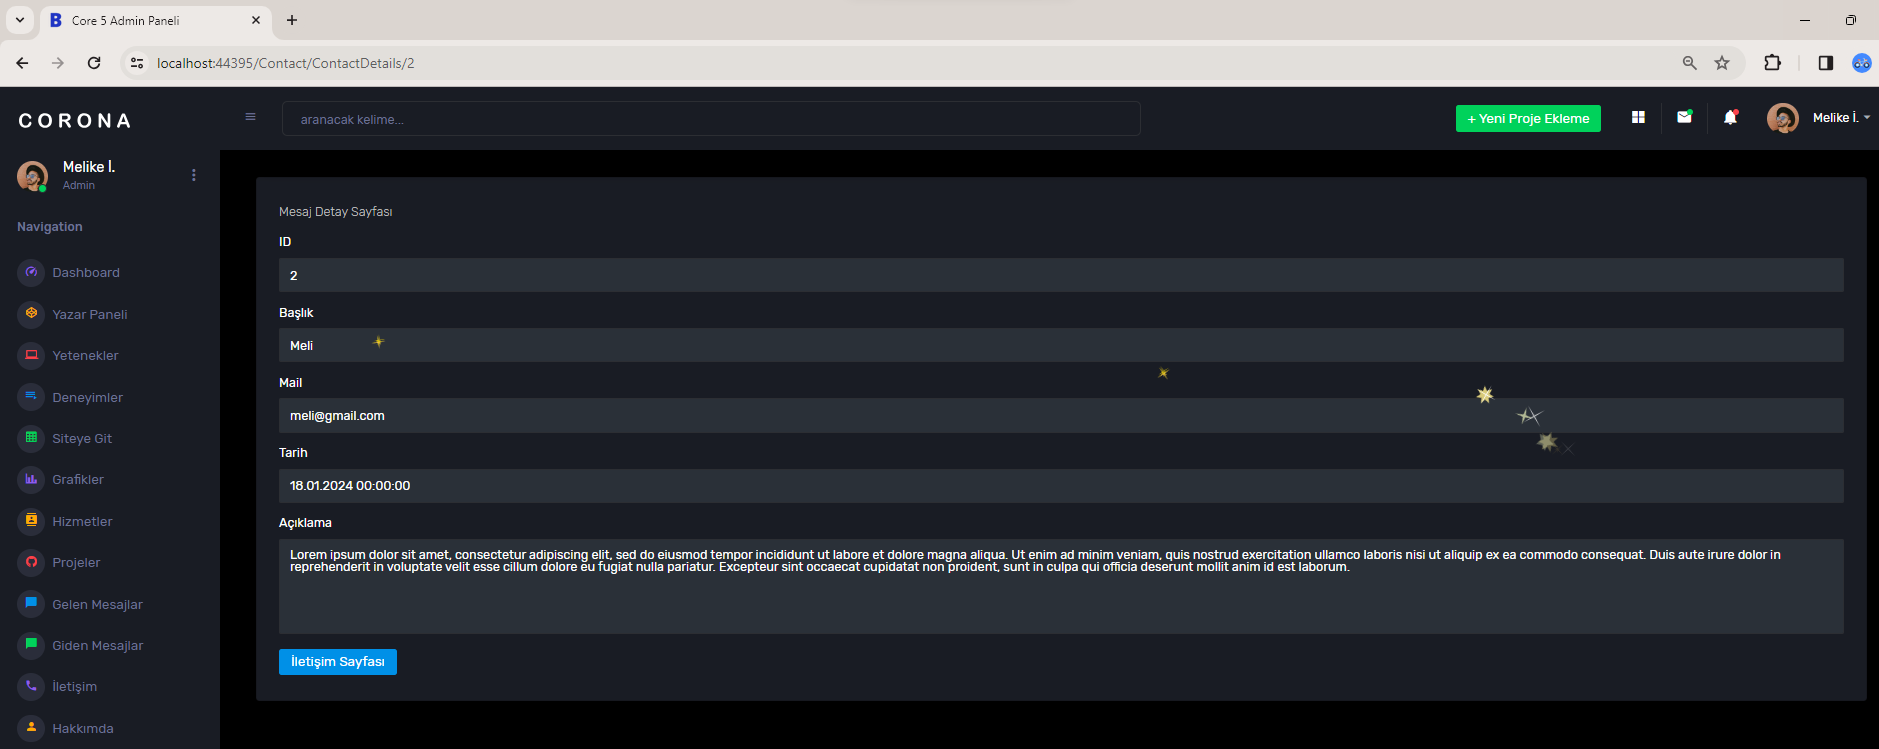 Core 5 Admin Paneli
localhost:44395/Contact/ContactDetails/2
CORONA
aranacak kelime...
+ Yeni Proje Ekleme
Melike İ.
Melike İ.
Admin
Navigation
Dashboard
Yazar Paneli
Yetenekler
Deneyimler
Siteye Git
Grafikler
Hizmetler
Projeler
Gelen Mesajlar
Giden Mesajlar
İletişim
Hakkımda
Mesaj Detay Sayfası
ID
2
Başlık
Meli
Mail
meli@gmail.com
Tarih
18.01.2024 00:00:00
Açıklama
Lorem ipsum dolor sit amet, consectetur adipiscing elit, sed do eiusmod tempor incididunt ut labore et dolore magna aliqua. Ut enim ad minim veniam, quis nostrud exercitation ullamco laboris nisi ut aliquip ex ea commodo consequat. Duis aute irure dolor in
reprehenderit in voluptate velit esse cillum dolore eu fugiat nulla pariatur. Excepteur sint occaecat cupidatat non proident, sunt in culpa qui officia deserunt mollit anim id est laborum.
İletişim Sayfası